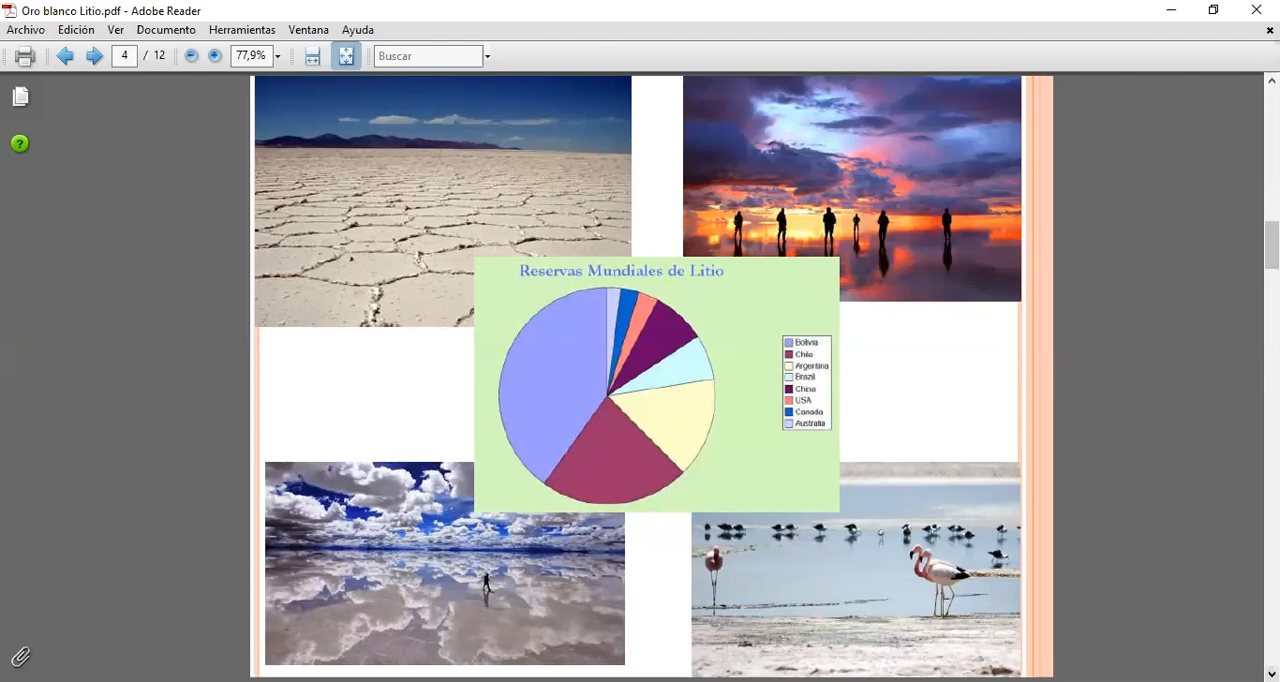 Oro blanco Litio.pdf - Adobe Reader
Archivo Edición Ver Documento Herramientas Ventana Ayuda
4 / 12 77,9% Buscar
Reservas Mundiales de Litio
Bolivia
Chile
Argentina
Brazil
China
USA
Canada
Australia